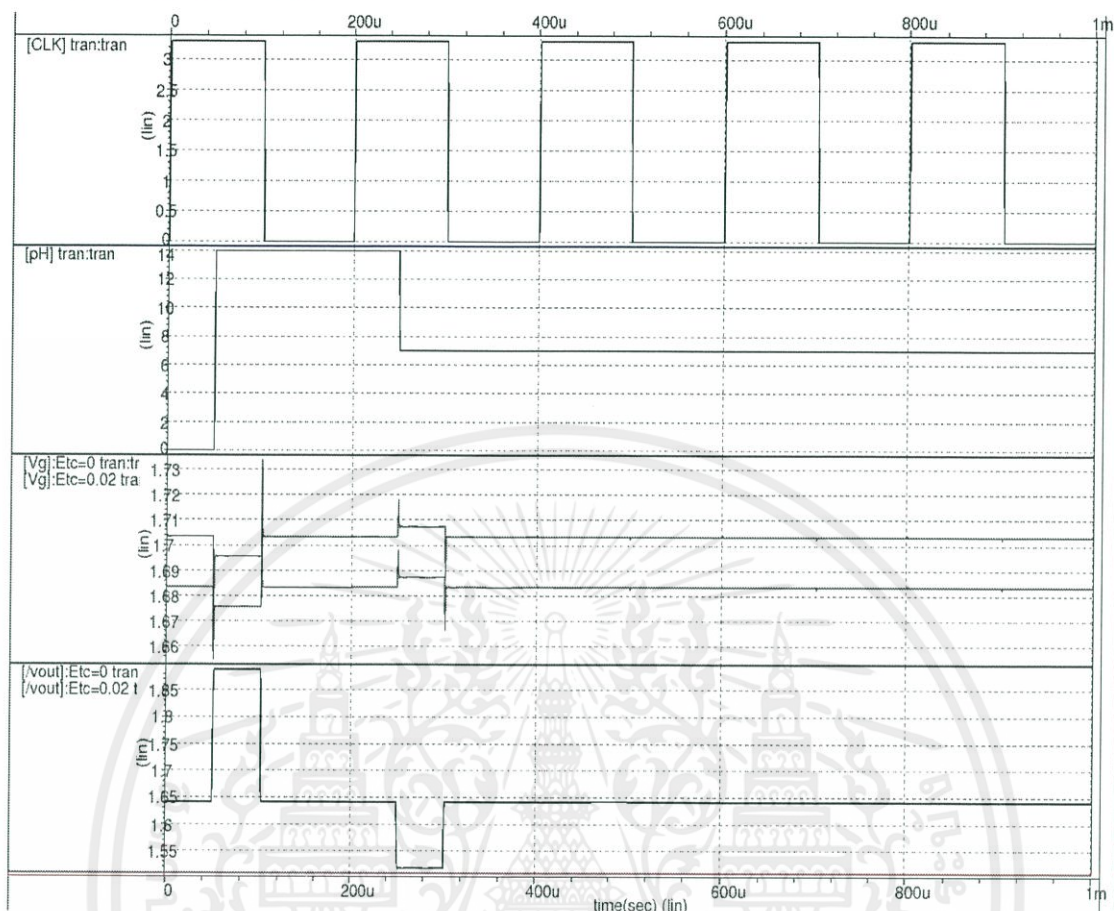 0 200u 400u 600u 800u 1m
[CLK] tran:tran
3
2.5
2
1.5
1
0.5
0
(lin)
[pH] tran:tran
14
12
10
8
6
4
2
0
(lin)
[Vg]:Etc=0 tran:tr
[Vg]:Etc=0.02 tra
1.73
1.72
1.71
1.7
1.69
1.68
1.67
1.66
(lin)
[/vout]:Etc=0 tran
[/vout]:Etc=0.02 t
1.85
1.8
1.75
1.7
1.65
1.6
1.55
(lin)
0 200u 400u 600u 800u 1m
time(sec) (lin)